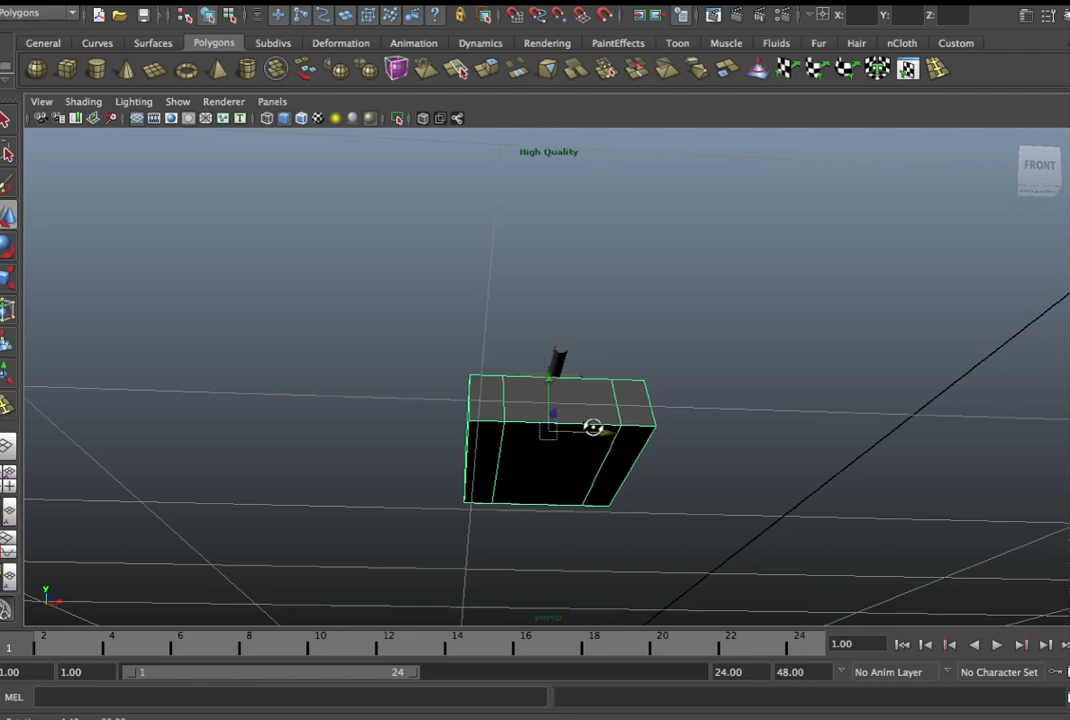 Polygons
X: Y: Z:
General Curves Surfaces Polygons Subdivs Deformation Animation Dynamics Rendering PaintEffects Toon Muscle Fluids Fur Hair nCloth Custom
View Shading Lighting Show Renderer Panels
High Quality
FRONT
y
persp
2 4 6 8 10 12 14 16 18 20 22 24
1 1.00
1.00 1.00 1 24 24.00 48.00 No Anim Layer No Character Set
MEL